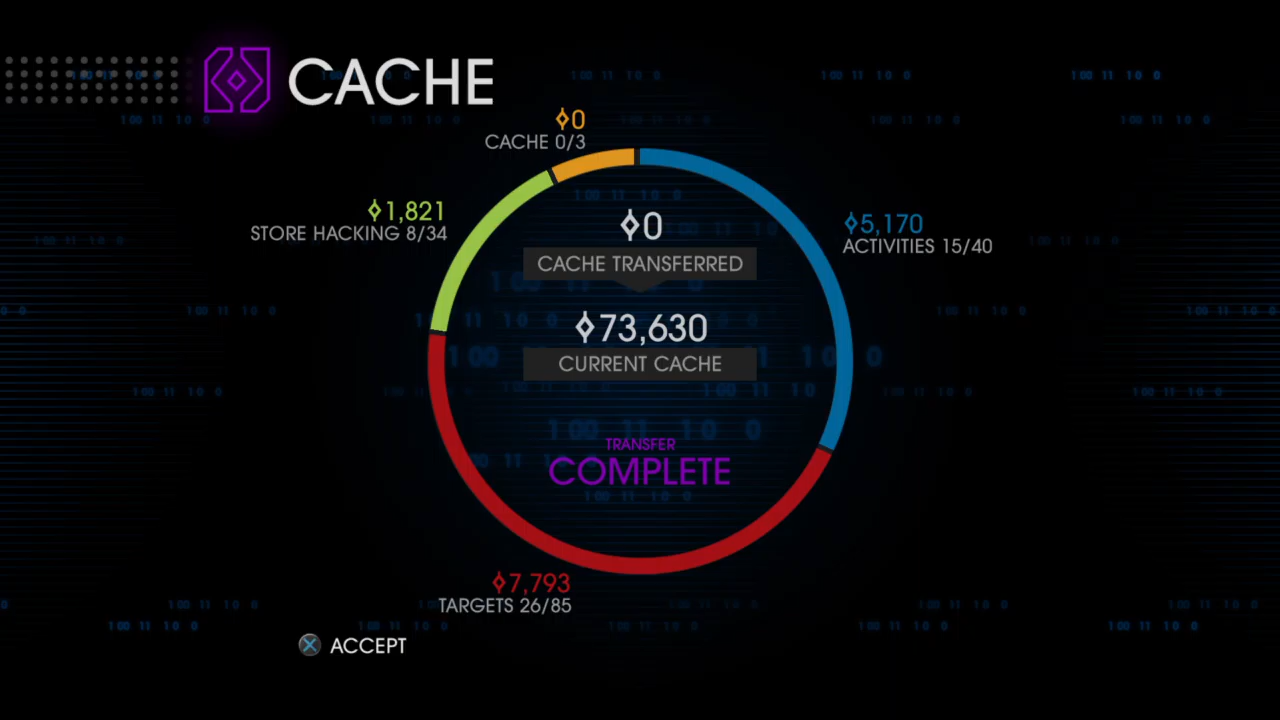 CACHE
0
CACHE 0/3
1,821
STORE HACKING 8/34
5,170
ACTIVITIES 15/40
0
CACHE TRANSFERRED
73,630
CURRENT CACHE
TRANSFER
COMPLETE
7,793
TARGETS 26/85
ACCEPT